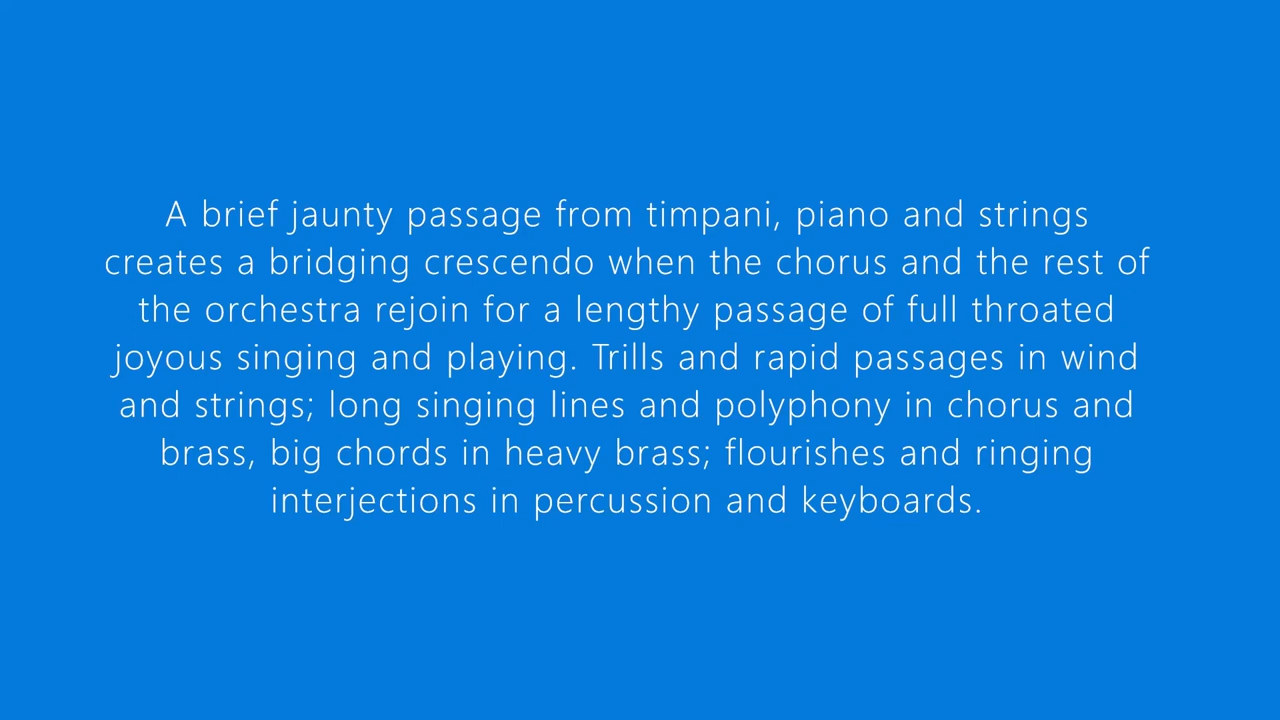 A brief jaunty passage from timpani, piano and strings
creates a bridging crescendo when the chorus and the rest of
the orchestra rejoin for a lengthy passage of full throated
joyous singing and playing. Trills and rapid passages in wind
and strings; long singing lines and polyphony in chorus and
brass, big chords in heavy brass; flourishes and ringing
interjections in percussion and keyboards.